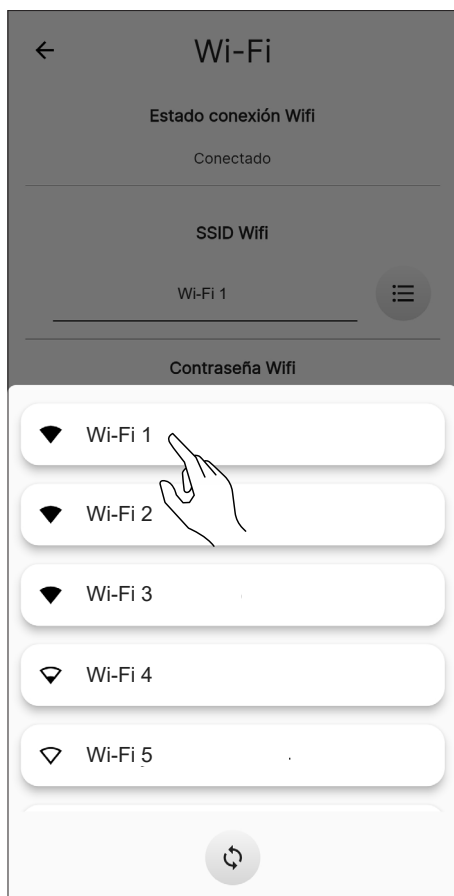 Wi-Fi
Estado conexión Wifi
Conectado
SSID Wifi
Wi-Fi 1
Contraseña Wifi
Wi-Fi 1
Wi-Fi 2
Wi-Fi 3
Wi-Fi 4
Wi-Fi 5